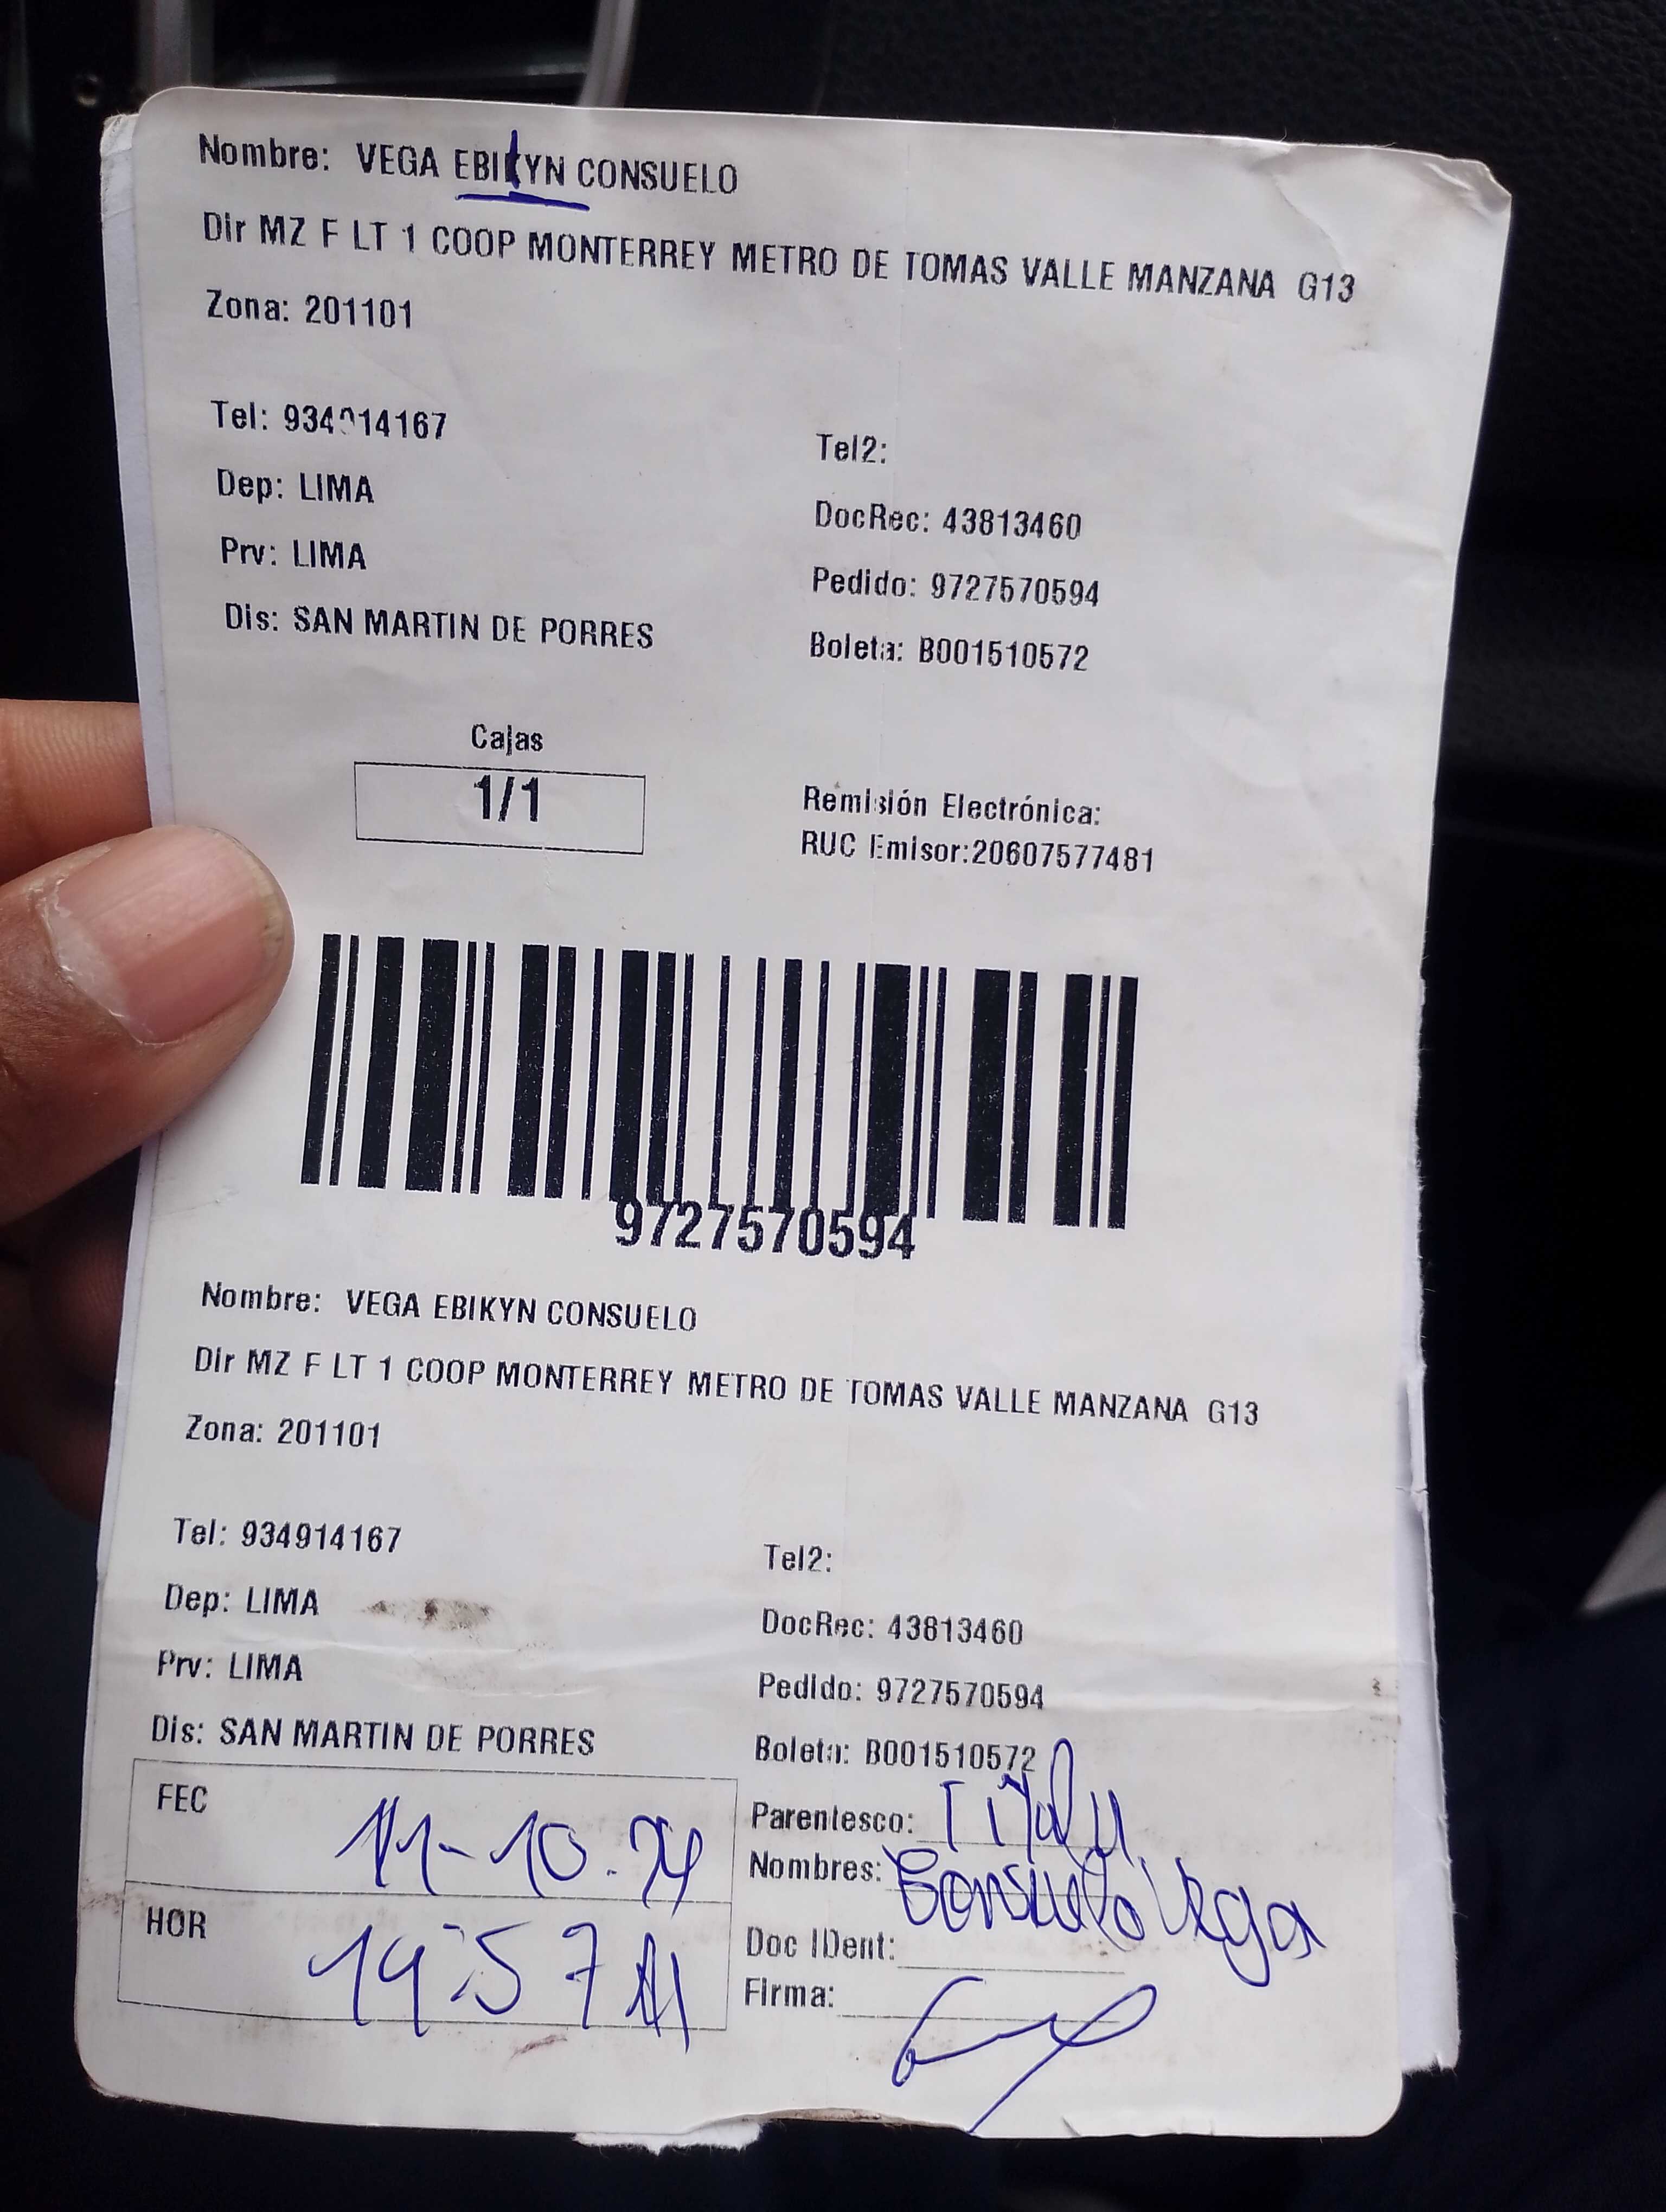 Nombre: VEGA EBIKYN CONSUELO
Dir MZ F LT 1 COOP MONTERREY METRO DE TOMAS VALLE MANZANA G13
Zona: 201101
Tel: 934914167
Tel2:
Dep: LIMA
DocRec: 43813460
Prv: LIMA
Pedido: 9727570594
Dis: SAN MARTIN DE PORRES
Boleta: B001510572
Cajas
1/1
Remisión Electrónica:
RUC Emisor:20607577481
9727570594
Nombre: VEGA EBIKYN CONSUELO
Dir MZ F LT 1 COOP MONTERREY METRO DE TOMAS VALLE MANZANA G13
Zona: 201101
Tel: 934914167
Tel2:
Dep: LIMA
DocRec: 43813460
Prv: LIMA
Pedido: 9727570594
Dis: SAN MARTIN DE PORRES
Boleta: B001510572
FEC 11-10.24
Parentesco:
Nombres: Consuelo Vega
HOR 19:57
Doc IDent:
Firma: